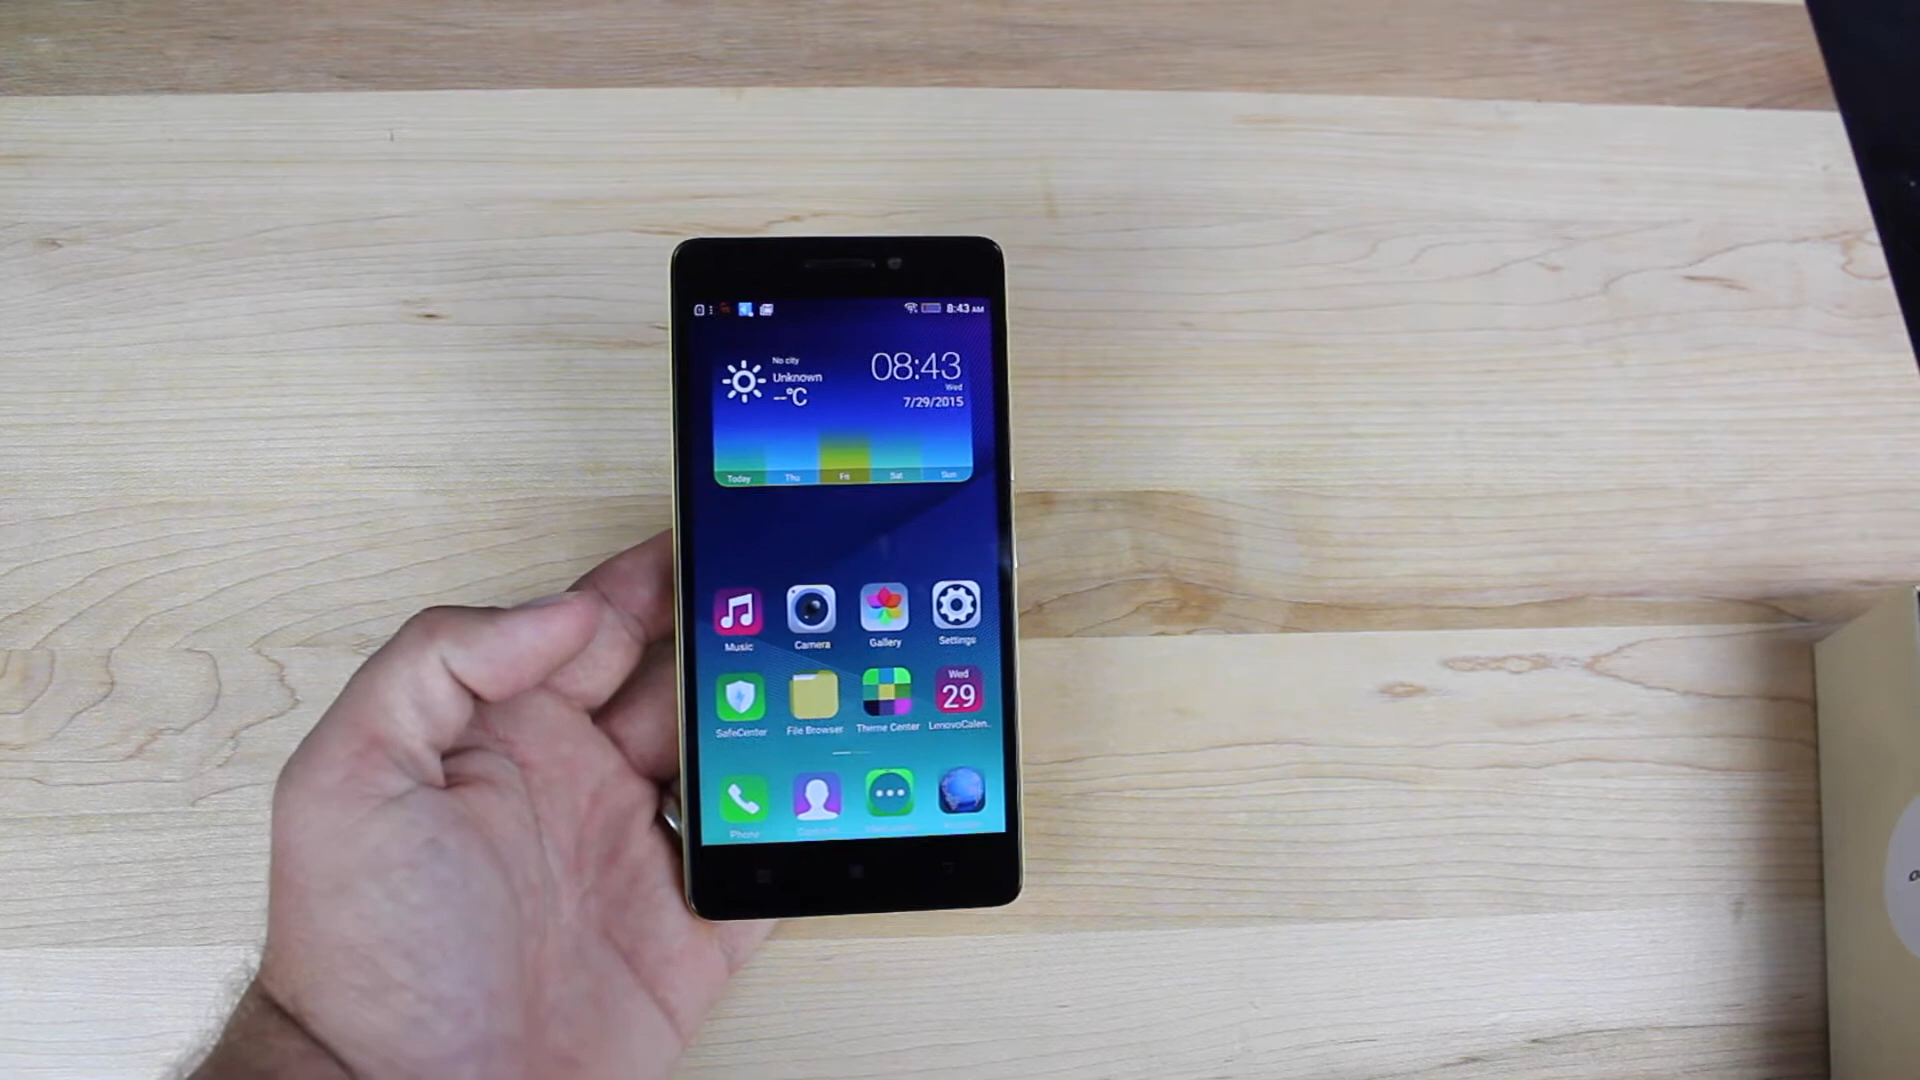 8:43 AM
No city
Unknown
--°C
08:43
Wed
7/29/2015
Today Thu Fri Sat Sun
Music Camera Gallery Settings
Wed
29
SafeCenter File Browser Theme Center LenovoCalen..
Phone